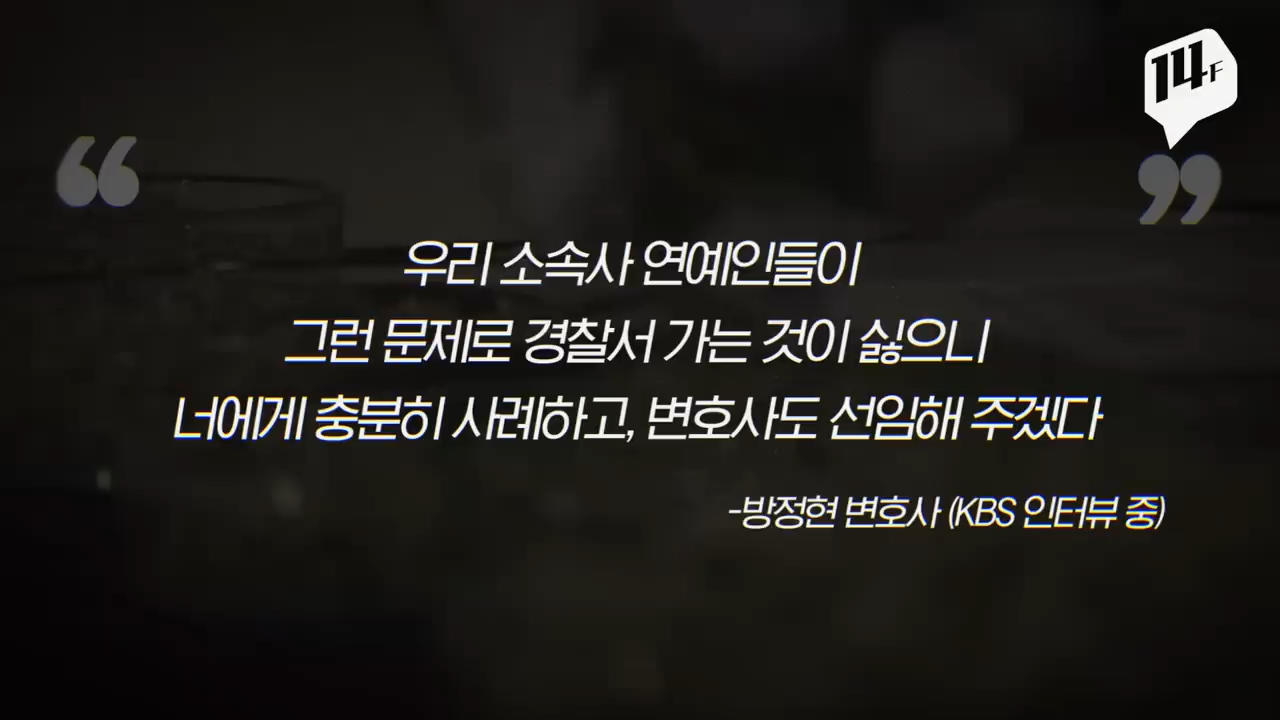 14F
“
”
우리 소속사 연예인들이
그런 문제로 경찰서 가는 것이 싫으니
너에게 충분히 사례하고, 변호사도 선임해 주겠다
-방정현 변호사 (KBS 인터뷰 중)